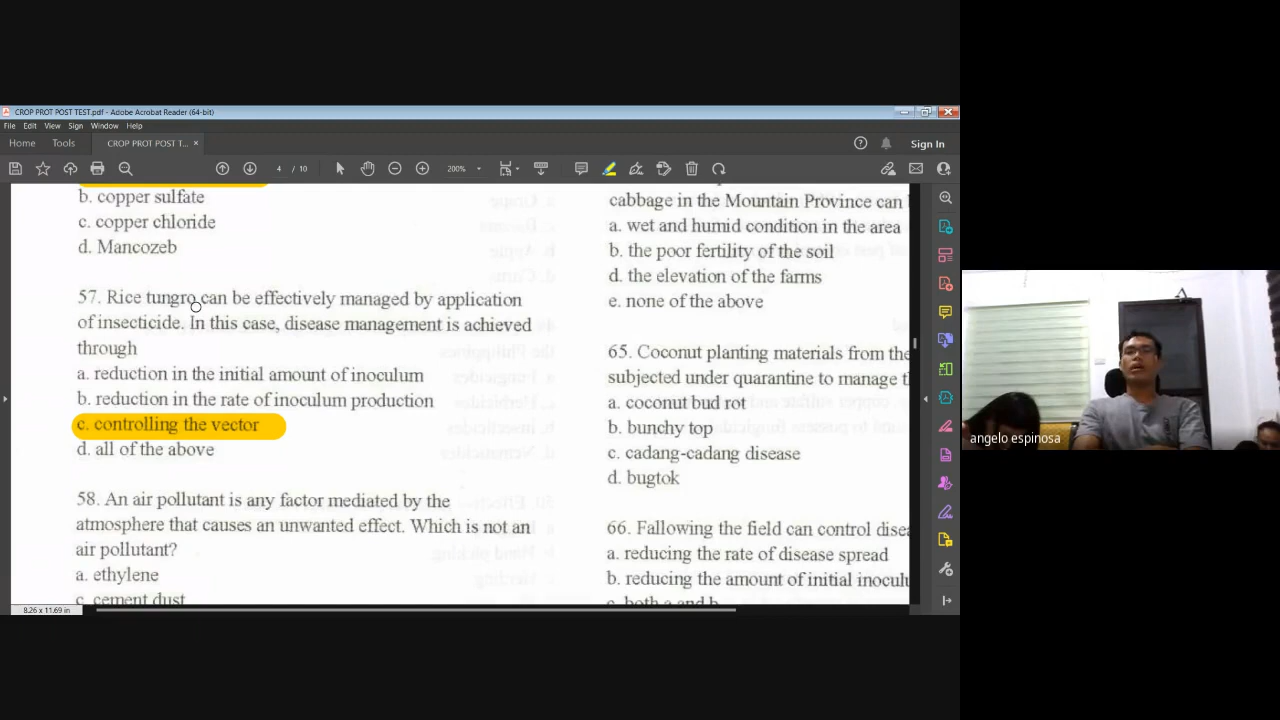 CROP PROT POST TEST.pdf - Adobe Acrobat Reader (64-bit)
File Edit View Sign Window Help
Home Tools CROP PROT POST T... × Sign In
4 / 10 200%
b. copper sulfate
c. copper chloride
d. Mancozeb
57. Rice tungro can be effectively managed by application
of insecticide. In this case, disease management is achieved
through
a. reduction in the initial amount of inoculum
b. reduction in the rate of inoculum production
c. controlling the vector
d. all of the above
58. An air pollutant is any factor mediated by the
atmosphere that causes an unwanted effect. Which is not an
air pollutant?
a. ethylene
c. cement dust
cabbage in the Mountain Province can
a. wet and humid condition in the area
b. the poor fertility of the soil
d. the elevation of the farms
e. none of the above
65. Coconut planting materials from the
subjected under quarantine to manage
a. coconut bud rot
b. bunchy top
c. cadang-cadang disease
d. bugtok
66. Fallowing the field can control
a. reducing the rate of disease spread
b. reducing the amount of initial
c. both a and b
8.26 x 11.69 in
angelo espinosa